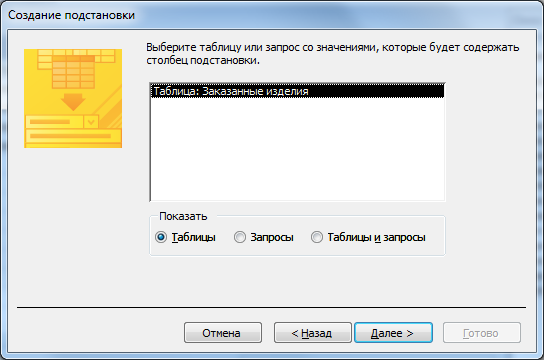 Создание подстановки
Выберите таблицу или запрос со значениями, которые будет содержать
столбец подстановки.
Таблица: Заказанные изделия
Показать
Таблицы
Запросы
Таблицы и запросы
Отмена
< Назад
Далее >
Готово